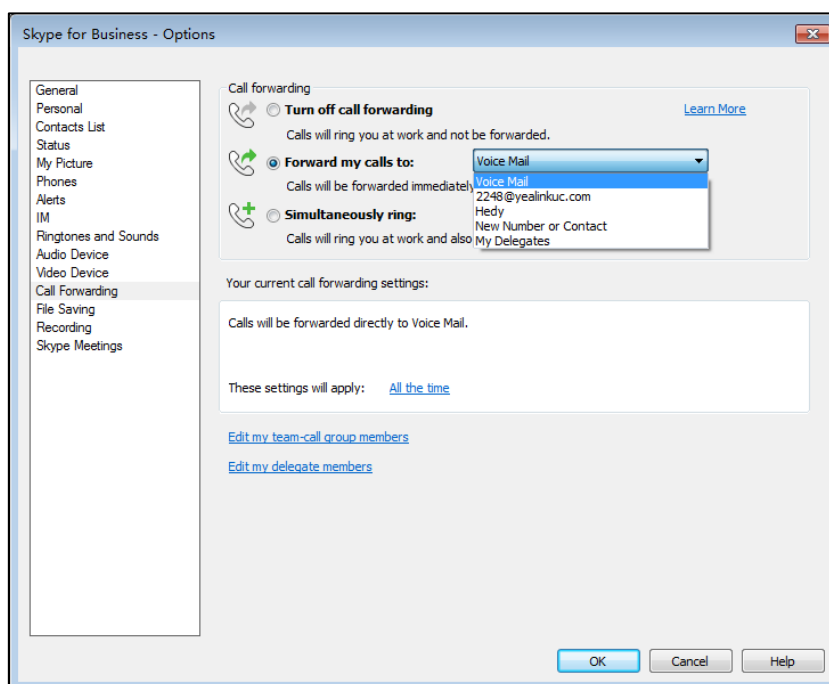 Skype for Business - Options
General
Personal
Contacts List
Status
My Picture
Phones
Alerts
IM
Ringtones and Sounds
Audio Device
Video Device
Call Forwarding
File Saving
Recording
Skype Meetings
Call forwarding
Turn off call forwarding
Learn More
Calls will ring you at work and not be forwarded.
Forward my calls to:
Voice Mail
Calls will be forwarded immediately
Voice Mail
2248@yealinkuc.com
Hedy
New Number or Contact
My Delegates
Simultaneously ring:
Calls will ring you at work and also
Your current call forwarding settings:
Calls will be forwarded directly to Voice Mail.
These settings will apply: All the time
Edit my team-call group members
Edit my delegate members
OK
Cancel
Help